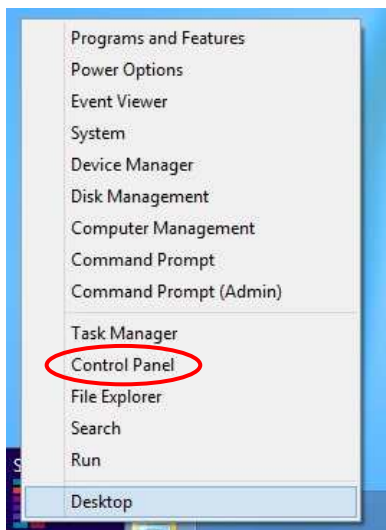 Programs and Features
Power Options
Event Viewer
System
Device Manager
Disk Management
Computer Management
Command Prompt
Command Prompt (Admin)
Task Manager
Control Panel
File Explorer
Search
Run
Desktop